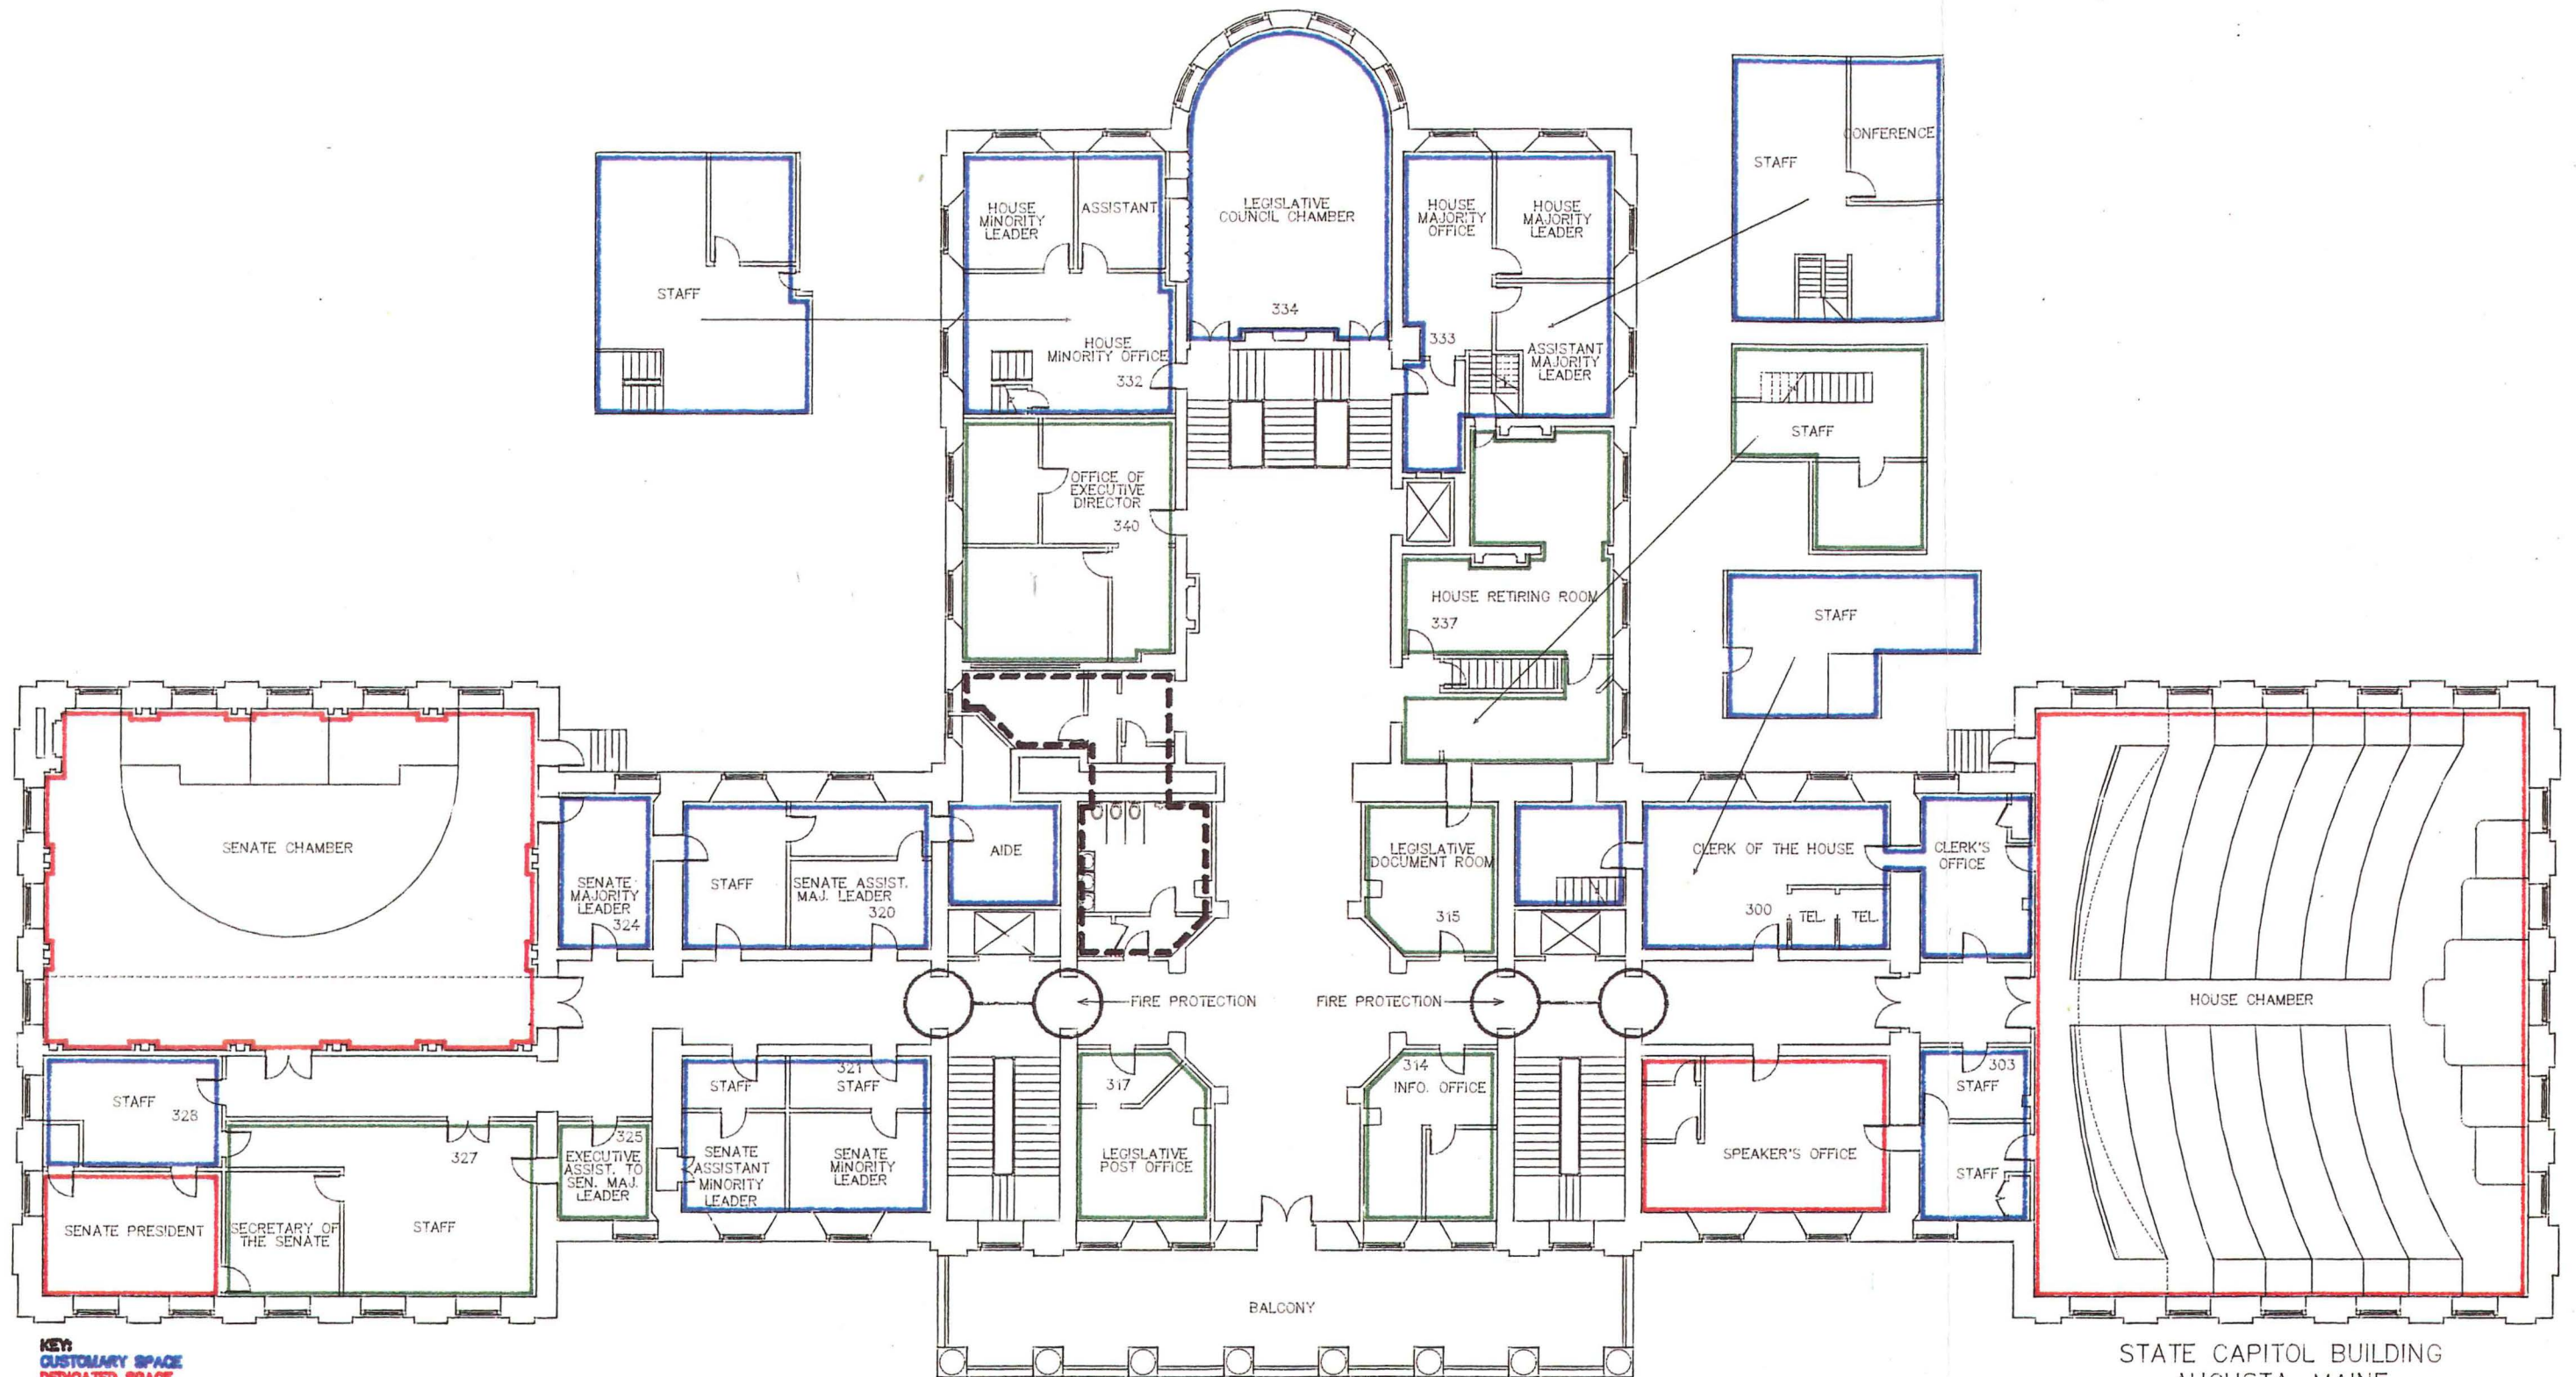 CONFERENCE
STAFF
HOUSE
MINORITY
LEADER
ASSISTANT
LEGISLATIVE
COUNCIL CHAMBER
334
HOUSE
MAJORITY
OFFICE
HOUSE
MAJORITY
LEADER
STAFF
HOUSE
MINORITY OFFICE
332
333
ASSISTANT
MAJORITY
LEADER
STAFF
OFFICE OF
EXECUTIVE
DIRECTOR
340
HOUSE RETIRING ROOM
337
STAFF
SENATE CHAMBER
SENATE
MAJORITY
LEADER
324
STAFF
SENATE ASSIST.
MAJ. LEADER
320
AIDE
LEGISLATIVE
DOCUMENT ROOM
315
CLERK OF THE HOUSE
300
TEL.
TEL.
CLERK'S
OFFICE
FIRE PROTECTION
FIRE PROTECTION
HOUSE CHAMBER
STAFF
328
327
325
EXECUTIVE
ASSIST. TO
SEN. MAJ.
LEADER
STAFF
321
STAFF
SENATE
ASSISTANT
MINORITY
LEADER
SENATE
MINORITY
LEADER
317
LEGISLATIVE
POST OFFICE
314
INFO. OFFICE
SPEAKER'S OFFICE
303
STAFF
STAFF
SENATE PRESIDENT
SECRETARY OF
THE SENATE
STAFF
BALCONY
KEY:
CUSTOMARY SPACE
DEDICATED SPACE
STATE CAPITOL BUILDING
AUGUSTA, MAINE